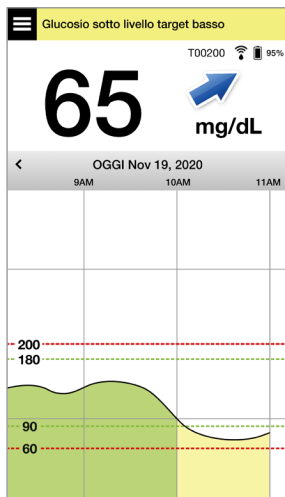 Glucosio sotto livello target basso
T00200 95%
65
mg/dL
OGGI Nov 19, 2020
9AM 10AM 11AM
200
180
90
60